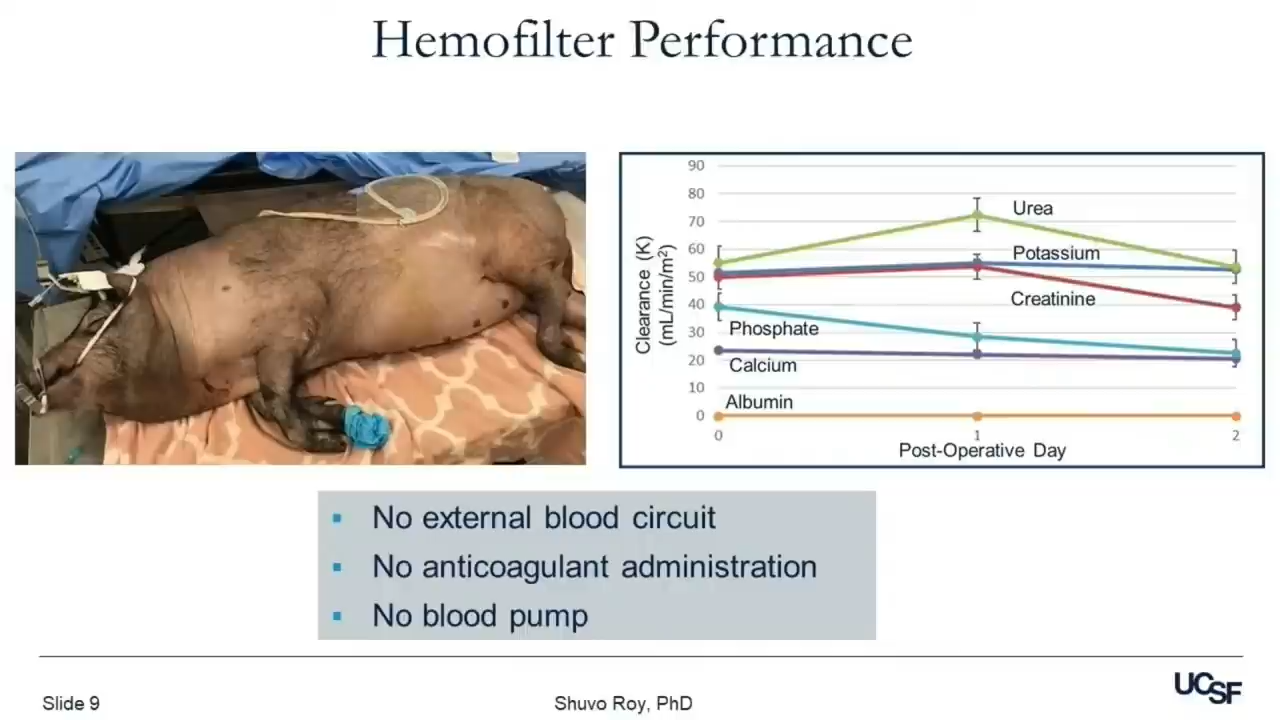 Hemofilter Performance
90
80
70
60
50
40
30
20
10
0
Clearance (K)
(mL/min/m²)
Urea
Potassium
Creatinine
Phosphate
Calcium
Albumin
0 1 2
Post-Operative Day
▪ No external blood circuit
▪ No anticoagulant administration
▪ No blood pump
Slide 9
Shuvo Roy, PhD
UCSF